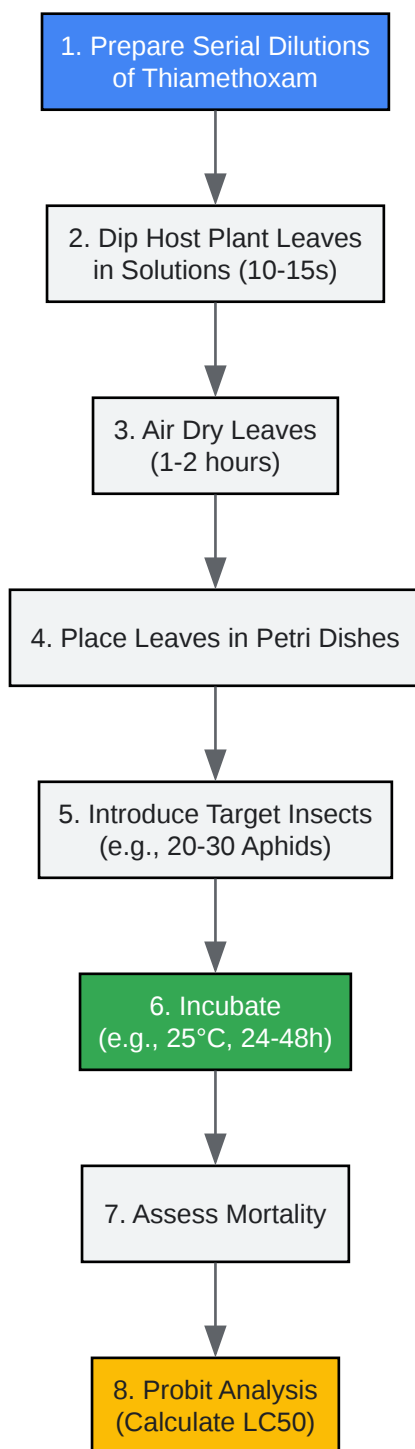 1. Prepare Serial Dilutions
of Thiamethoxam
2. Dip Host Plant Leaves
in Solutions (10-15s)
3. Air Dry Leaves
(1-2 hours)
4. Place Leaves in Petri Dishes
5. Introduce Target Insects
(e.g., 20-30 Aphids)
6. Incubate
(e.g., 25°C, 24-48h)
7. Assess Mortality
8. Probit Analysis
(Calculate LC50)